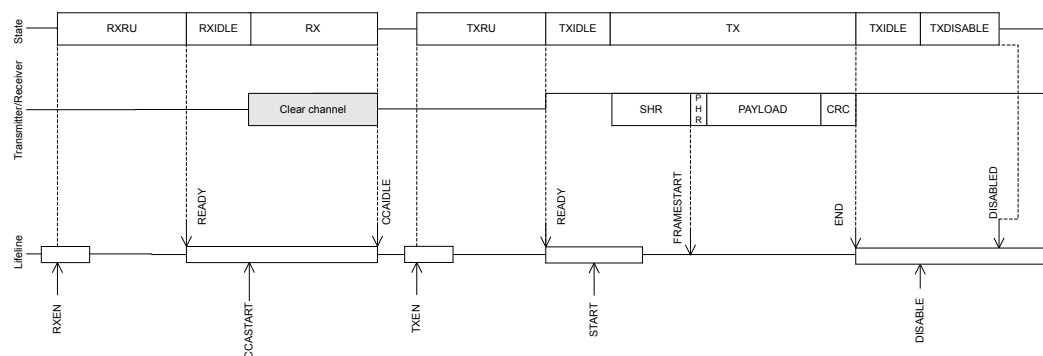 State
RXRU
RXIDLE
RX
TXRU
TXIDLE
TX
TXIDLE
TXDISABLE
Transmitter/Receiver
Clear channel
SHR
PHR
PAYLOAD
CRC
READY
CCAIDLE
READY
FRAMESTART
END
DISABLED
Lifeline
RXEN
CCASTART
TXEN
START
DISABLE